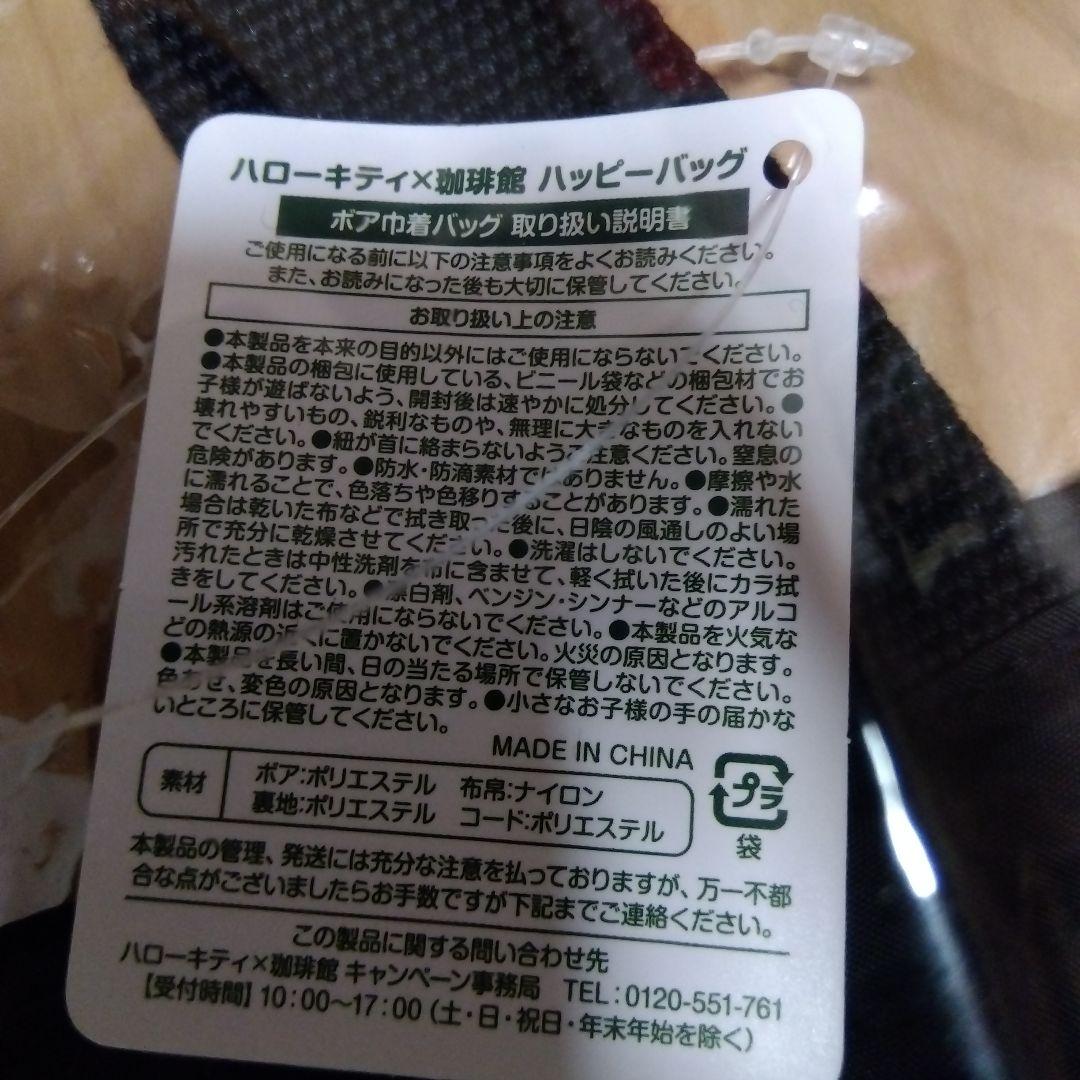 ハローキティ×珈琲館 ハッピーバッグ
ボア巾着バッグ 取り扱い説明書
ご使用になる前に以下の注意事項をよくお読みください。
また、お読みになった後も大切に保管してください。
お取り扱い上の注意
●本製品を本来の目的以外にはご使用にならないでください。
●本製品の梱包に使用している、ビニール袋などの梱包材でお
子様が遊ばないよう、開封後は速やかに処分してください。●
壊れやすいもの、鋭利なものや、無理に大きなものを入れない
でください。●紐が首に絡まらないようご注意ください。窒息の
危険があります。●防水・防滴素材ではありません。●摩擦や水
に濡れることで、色落ちや色移りすることがあります。●濡れた
場合は乾いた布などで拭き取った後に、日陰の風通しのよい場
所で充分に乾燥させてください。●洗濯はしないでください。
汚れたときは中性洗剤を布に含ませて、軽く拭いた後にカラ拭
きをしてください。●漂白剤、ベンジン・シンナーなどのアルコ
ール系溶剤はご使用にならないでください。●本製品を火気な
どの熱源の近くに置かないでください。火災の原因となります。
●本製品を長い間、日の当たる場所で保管しないでください。
色あせ、変色の原因となります。●小さなお子様の手の届かな
いところに保管してください。
MADE IN CHINA
素材 ボア:ポリエステル 布帛:ナイロン
裏地:ポリエステル コード:ポリエステル
プラ
袋
本製品の管理、発送には充分な注意を払っておりますが、万一不都
合な点がございましたらお手数ですが下記までご連絡ください。
この製品に関する問い合わせ先
ハローキティ×珈琲館 キャンペーン事務局 TEL:0120-551-761
【受付時間】10:00〜17:00(土・日・祝日・年末年始を除く)